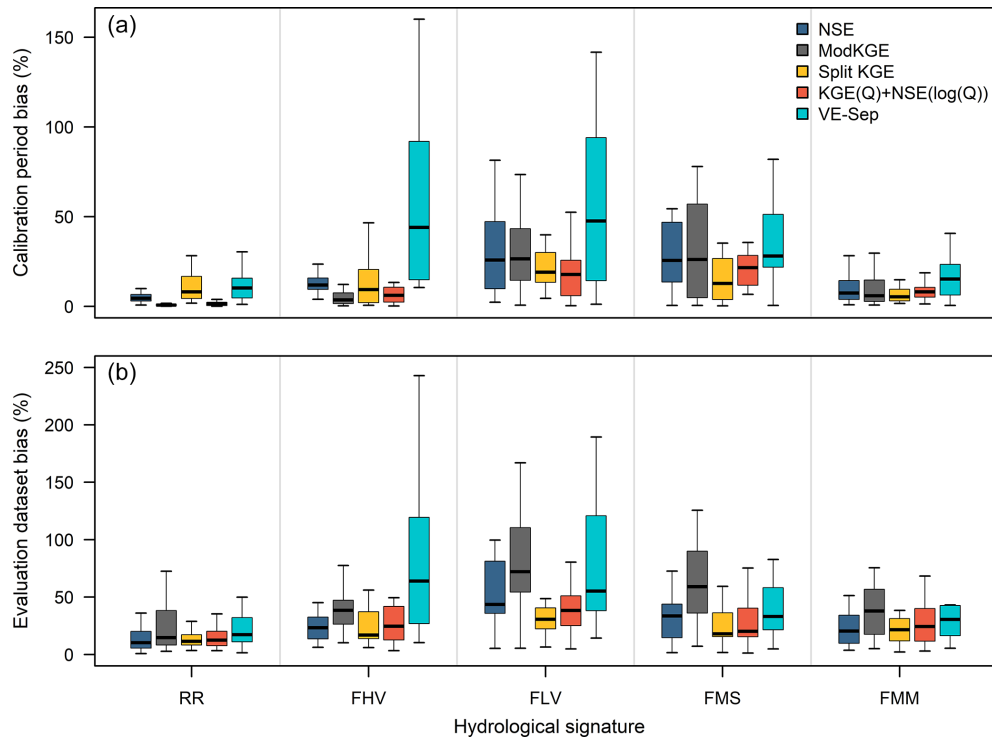 (a)
NSE
ModKGE
Split KGE
KGE(Q)+NSE(log(Q))
VE-Sep
Calibration period bias (%)
150
100
50
0
(b)
Evaluation dataset bias (%)
250
200
150
100
50
0
RR FHV FLV FMS FMM
Hydrological signature